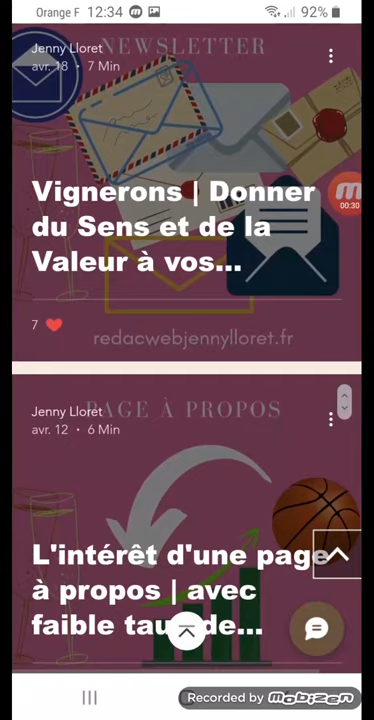 Orange F 12:34 92%
NEWSLETTER
Jenny Lloret
avr. 18 • 7 Min
Vignerons | Donner
du Sens et de la
Valeur à vos...
00:30
7
redacwebjennylloret.fr
PAGE À PROPOS
Jenny Lloret
avr. 12 • 6 Min
L'intérêt d'une page
à propos | avec
faible taux de...
Recorded by mobizen